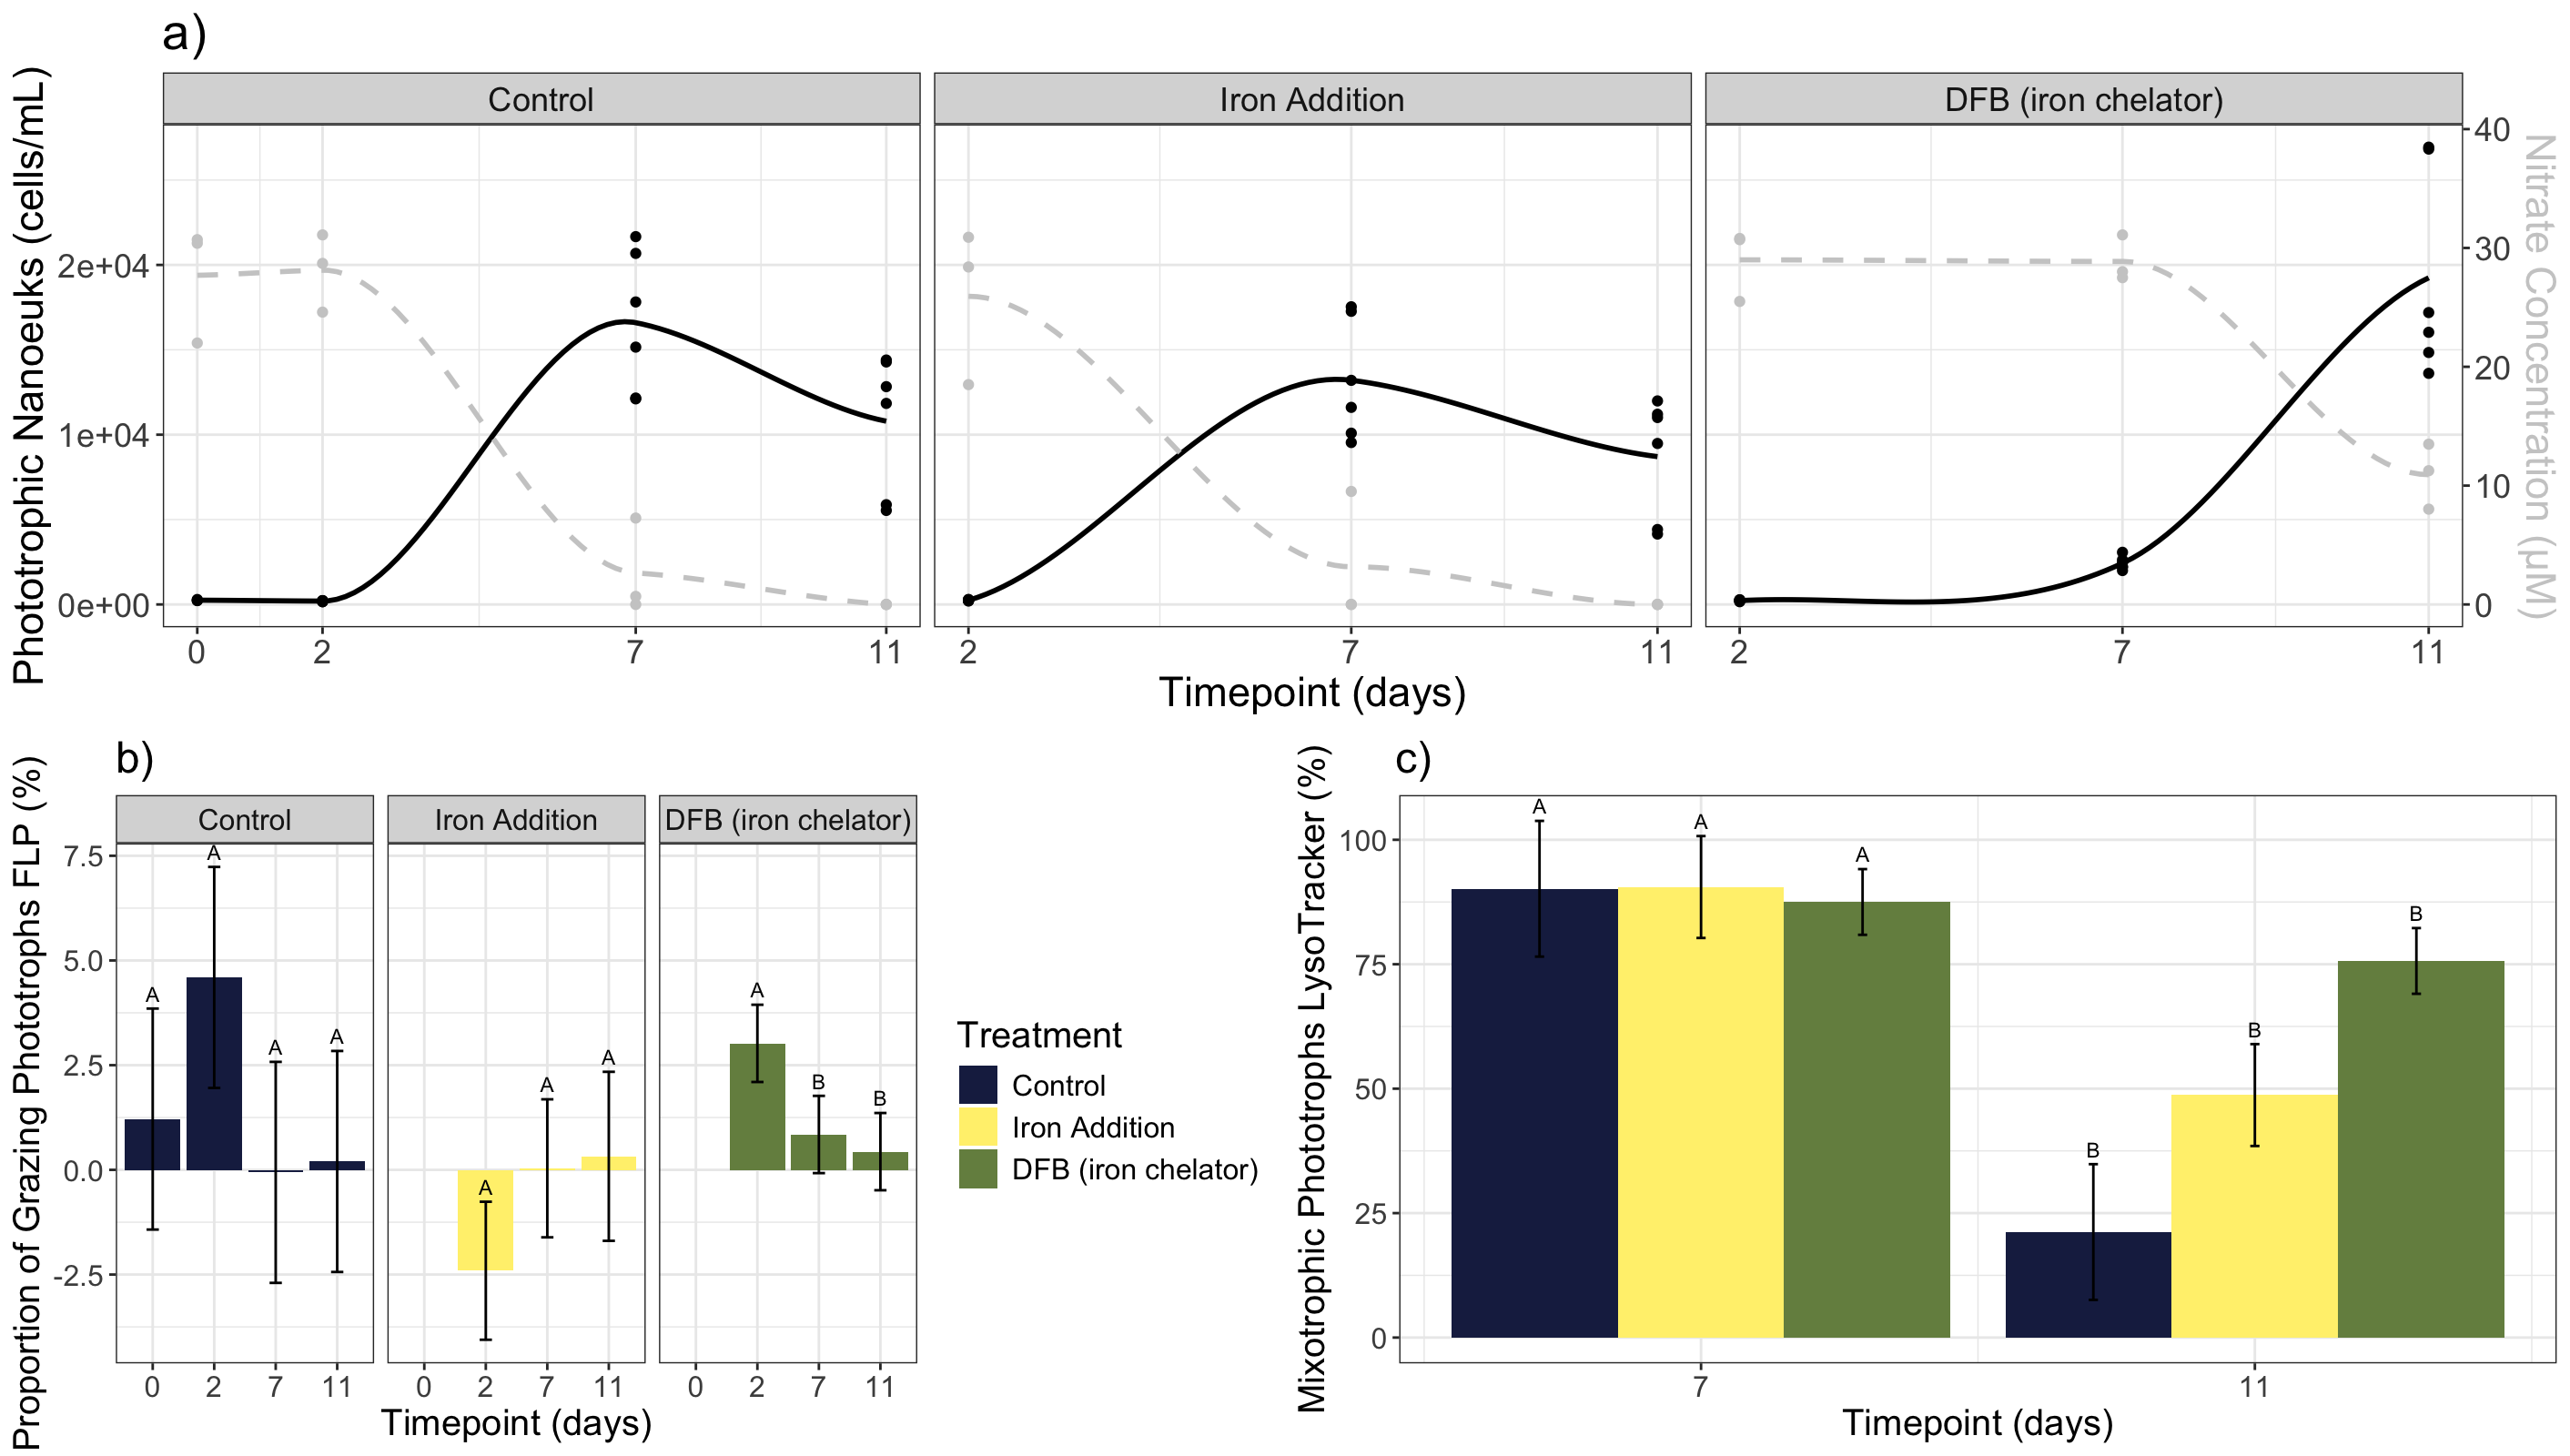 a)
Control
Iron Addition
DFB (iron chelator)
Phototrophic Nanoeuks (cells/mL)
2e+04
1e+04
0e+00
40
30
20
10
0
Nitrate Concentration (µM)
0 2 7 11
2 7 11
2 7 11
Timepoint (days)
b)
Control
Iron Addition
DFB (iron chelator)
Proportion of Grazing Phototrophs FLP (%)
7.5
5.0
2.5
0.0
-2.5
A A A A
A A A
A B B
0 2 7 11
0 2 7 11
0 2 7 11
Timepoint (days)
Treatment
Control
Iron Addition
DFB (iron chelator)
c)
Mixotrophic Phototrophs LysoTracker (%)
100
75
50
25
0
A A A
B B B
7 11
Timepoint (days)